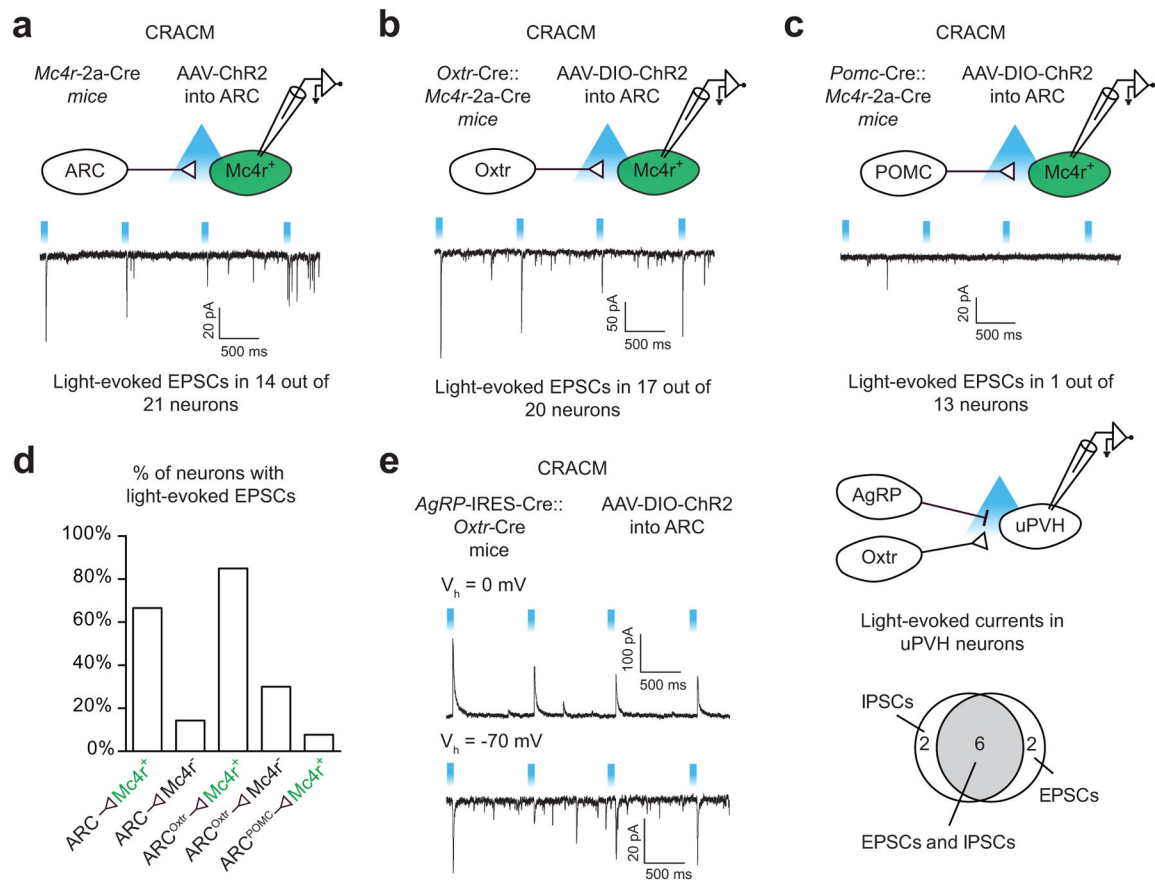 a
CRACM
Mc4r-2a-Cre
mice
AAV-ChR2
into ARC
ARC
Mc4r+
20 pA
500 ms
Light-evoked EPSCs in 14 out of
21 neurons
b
CRACM
Oxtr-Cre::
Mc4r-2a-Cre
mice
AAV-DIO-ChR2
into ARC
Oxtr
Mc4r+
50 pA
500 ms
Light-evoked EPSCs in 17 out of
20 neurons
c
CRACM
Pomc-Cre::
Mc4r-2a-Cre
mice
AAV-DIO-ChR2
into ARC
POMC
Mc4r+
20 pA
500 ms
Light-evoked EPSCs in 1 out of
13 neurons
d
% of neurons with
light-evoked EPSCs
100%
80%
60%
40%
20%
0%
ARC Mc4r+
ARC Mc4r-
ARCOxtr Mc4r+
ARCOxtr Mc4r-
ARCPOMC Mc4r+
e
CRACM
AgRP-IRES-Cre::
Oxtr-Cre
mice
AAV-DIO-ChR2
into ARC
Vh = 0 mV
100 pA
500 ms
Vh = -70 mV
20 pA
500 ms
AgRP
Oxtr
uPVH
Light-evoked currents in
uPVH neurons
IPSCs
2
6
2
EPSCs
EPSCs and IPSCs